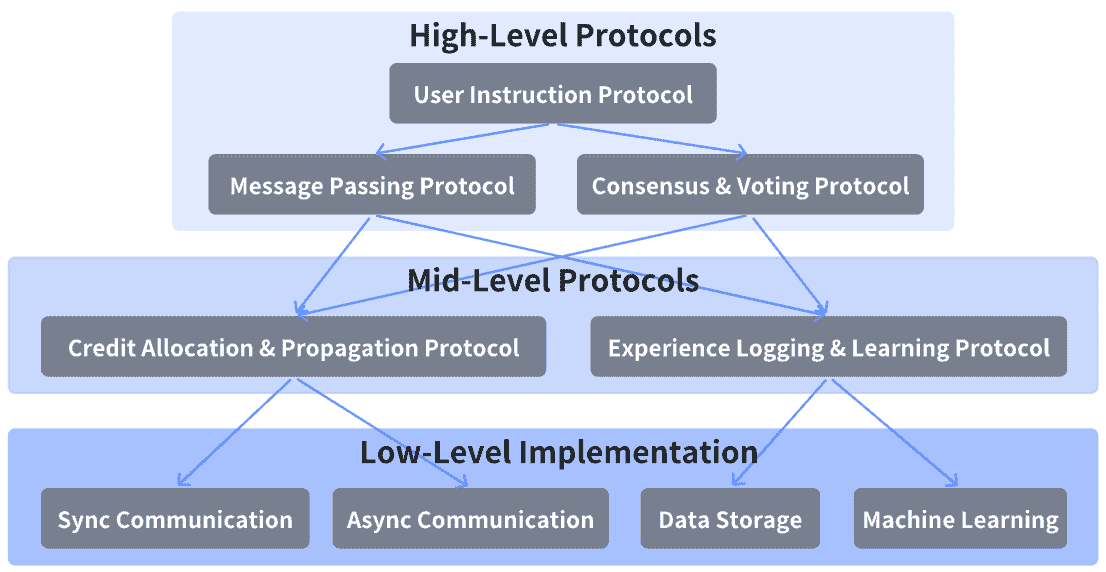 High-Level Protocols
User Instruction Protocol
Message Passing Protocol
Consensus & Voting Protocol
Mid-Level Protocols
Credit Allocation & Propagation Protocol
Experience Logging & Learning Protocol
Low-Level Implementation
Sync Communication
Async Communication
Data Storage
Machine Learning